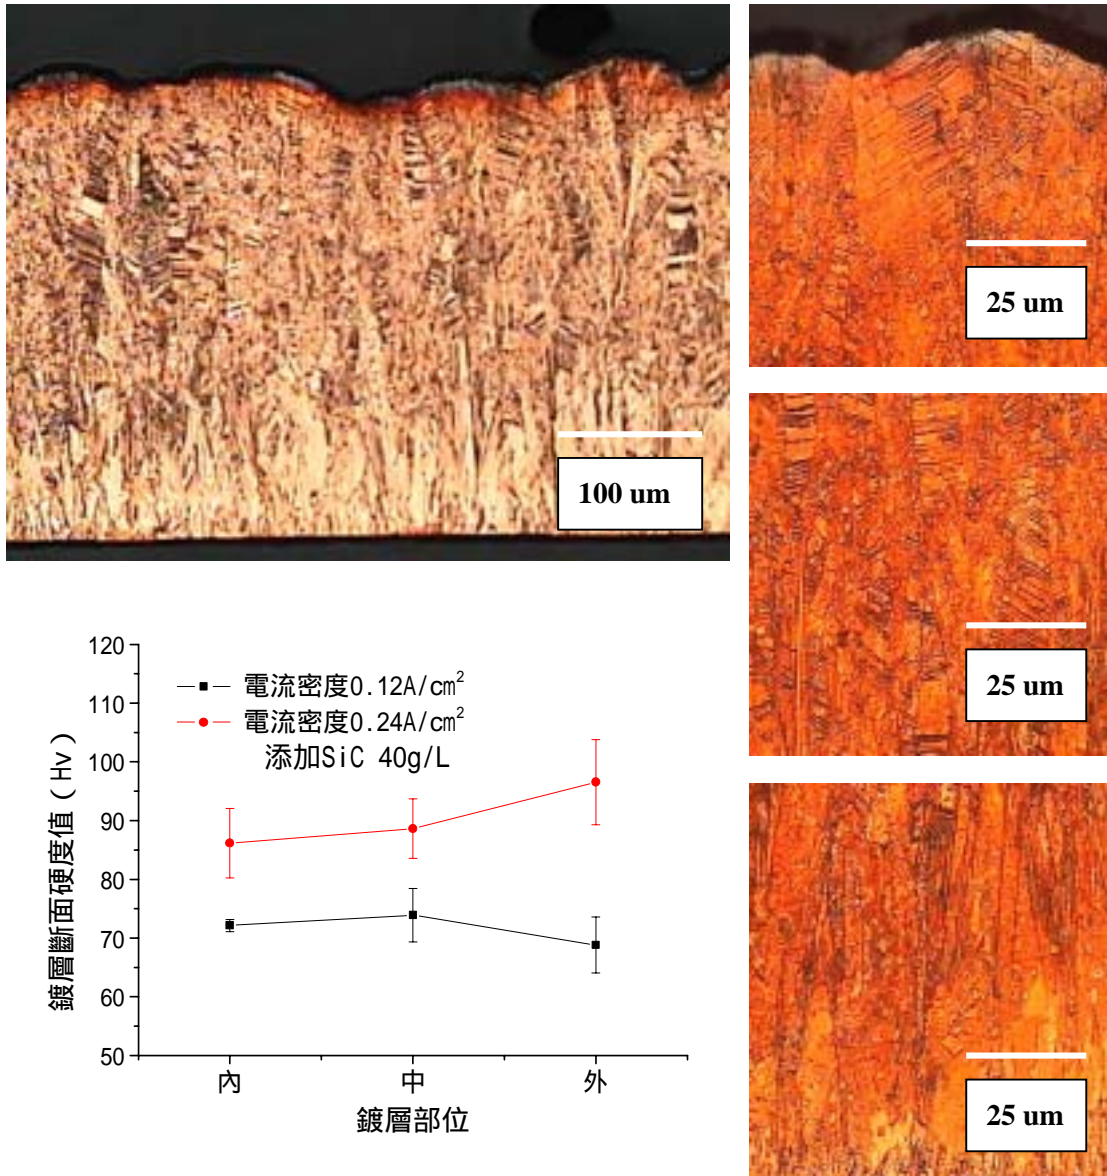 100 um
25 um
25 um
25 um
120
110
100
90
80
70
60
50
鍍層斷面硬度值（Hv）
電流密度0.12A/cm²
電流密度0.24A/cm²
添加SiC 40g/L
內
中
外
鍍層部位